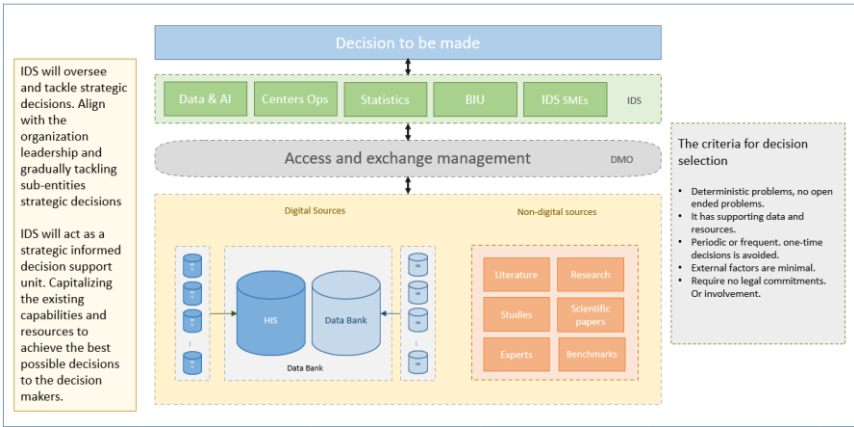 Decision to be made
IDS will oversee
and tackle strategic
decisions. Align
with the
organization
leadership and
gradually tackling
sub-entities
strategic decisions
IDS will act as a
strategic informed
decision support
unit. Capitalizing
the existing
capabilities and
resources to
achieve the best
possible decisions
to the decision
makers.
Data & AI
Centers Ops
Statistics
BIU
IDS SMEs
IDS
Access and exchange management
DMO
Digital Sources
Non-digital sources
HIS
Data Bank
Data Bank
Literature
Research
Studies
Scientific
papers
Experts
Benchmarks
The criteria for decision
selection
• Deterministic problems, no open
ended problems.
• It has supporting data and
resources.
• Periodic or frequent. one-time
decisions is avoided.
• External factors are minimal.
• Require no legal commitments.
Or involvement.